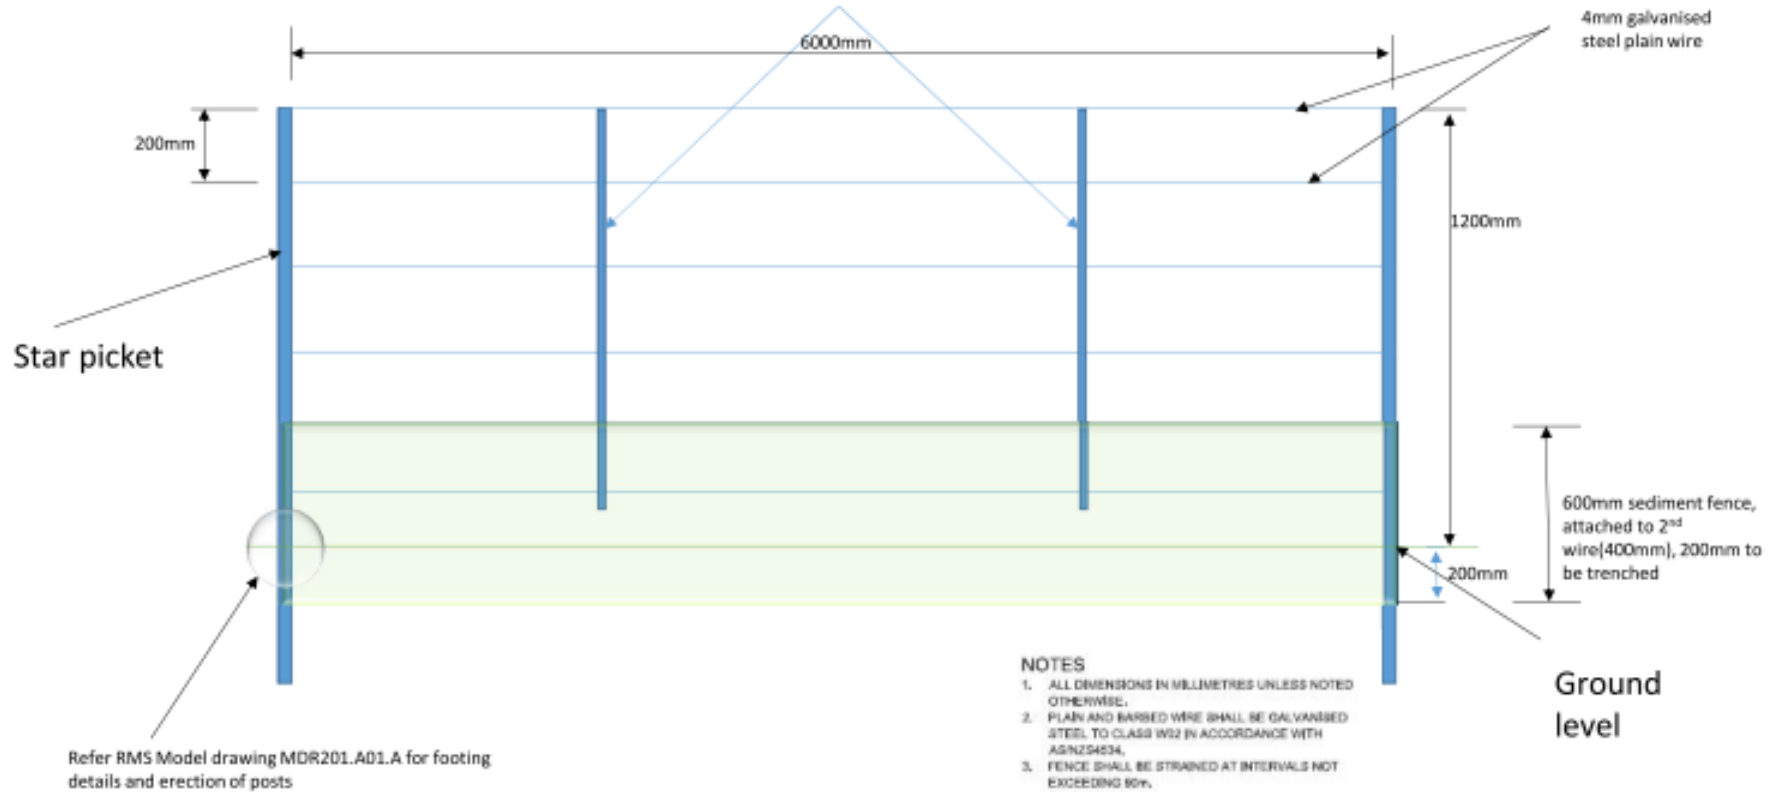 6000mm
4mm galvanised
steel plain wire
200mm
1200mm
Star picket
600mm sediment fence,
attached to 2nd
wire(400mm), 200mm to
be trenched
200mm
Ground
level
NOTES
1. ALL DIMENSIONS IN MILLIMETRES UNLESS NOTED
OTHERWISE.
2. PLAIN AND BARBED WIRE SHALL BE GALVANISED
STEEL TO CLASS W02 IN ACCORDANCE WITH
AS/NZS4534.
3. FENCE SHALL BE STRAINED AT INTERVALS NOT
EXCEEDING
Refer RMS Model drawing MDR201.A01.A for footing
details and erection of posts